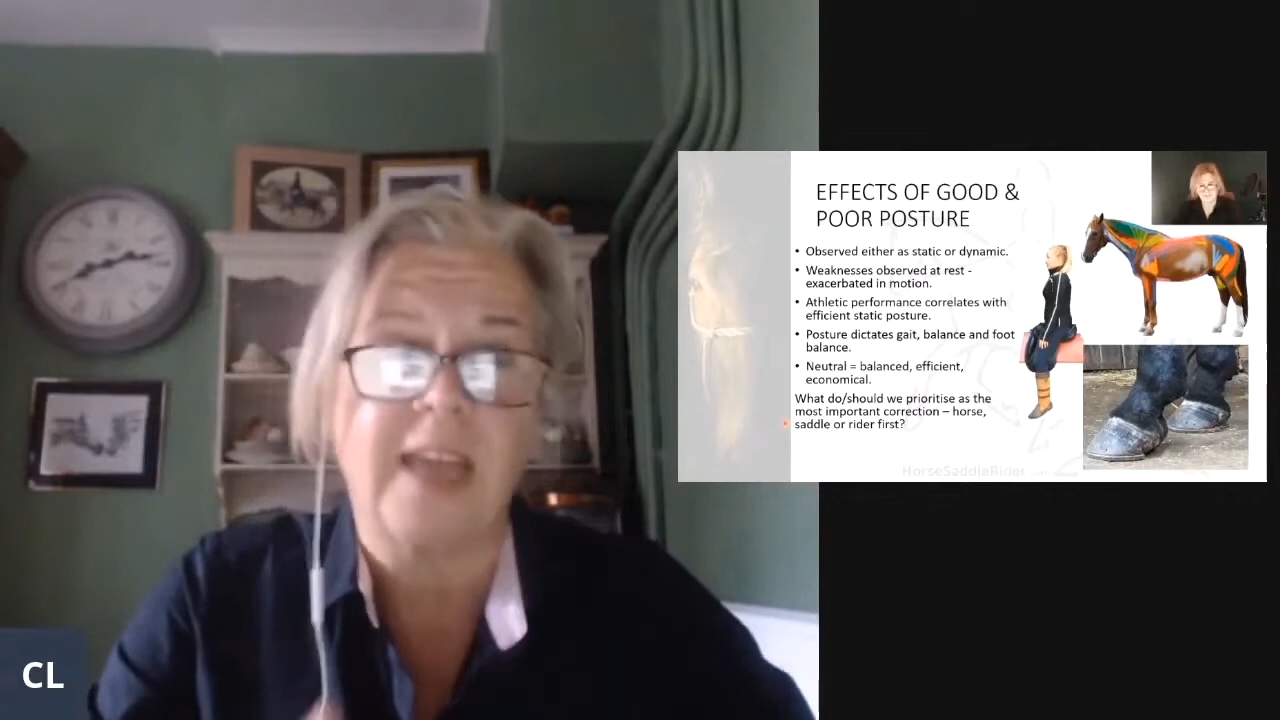 EFFECTS OF GOOD &
POOR POSTURE
• Observed either as static or dynamic.
• Weaknesses observed at rest -
exacerbated in motion.
• Athletic performance correlates with
efficient static posture.
• Posture dictates gait, balance and foot
balance.
• Neutral = balanced, efficient,
economical.
What do/should we prioritise as the
most important correction – horse,
saddle or rider first?
HorseSaddleRider
CL